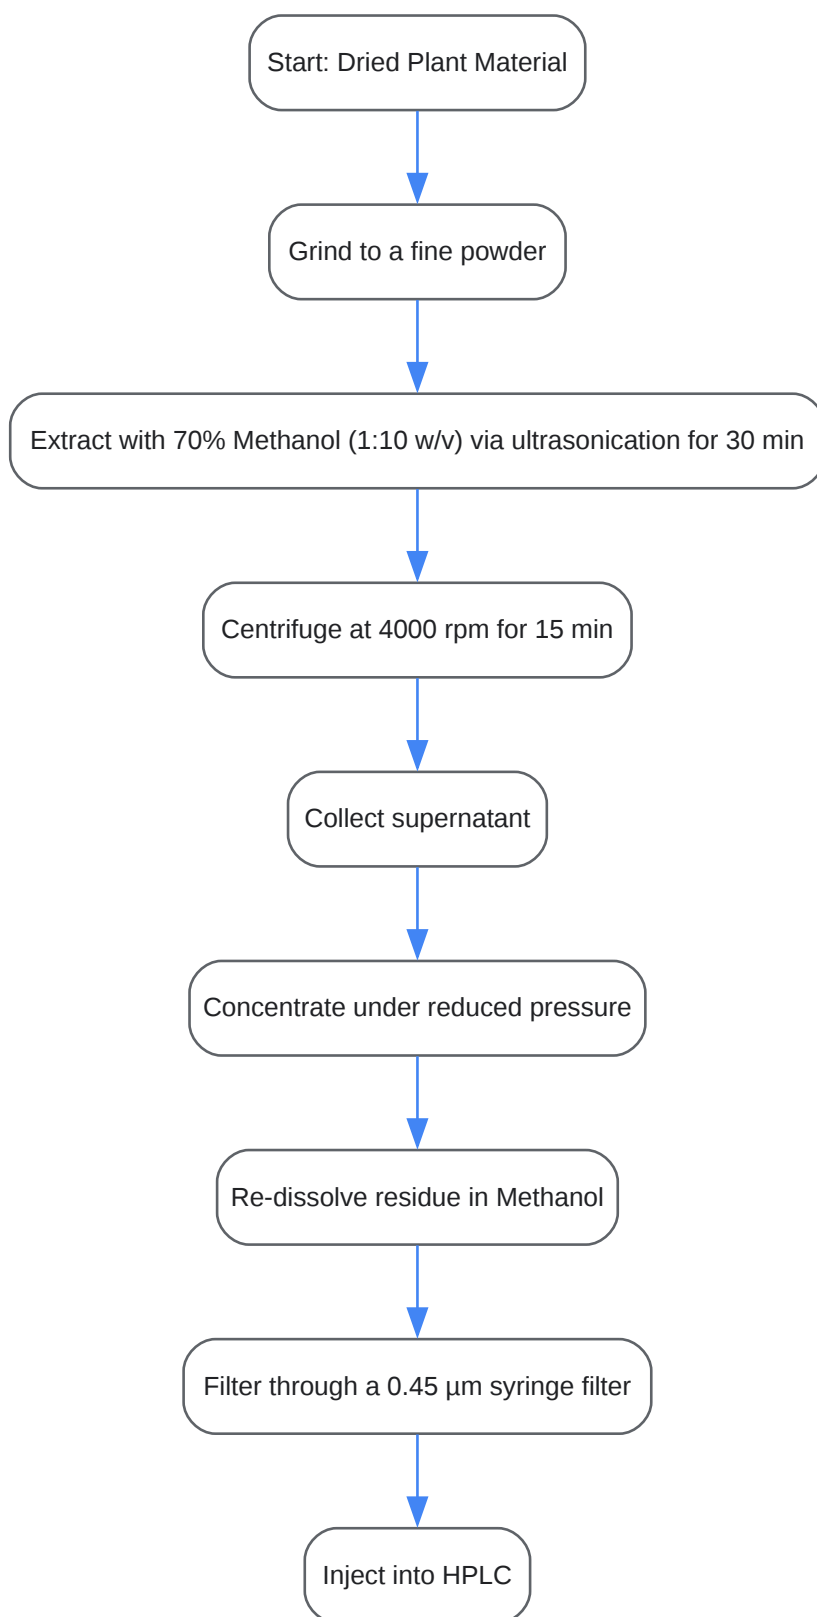 Start: Dried Plant Material
Grind to a fine powder
Extract with 70% Methanol (1:10 w/v) via ultrasonication for 30 min
Centrifuge at 4000 rpm for 15 min
Collect supernatant
Concentrate under reduced pressure
Re-dissolve residue in Methanol
Filter through a 0.45 µm syringe filter
Inject into HPLC